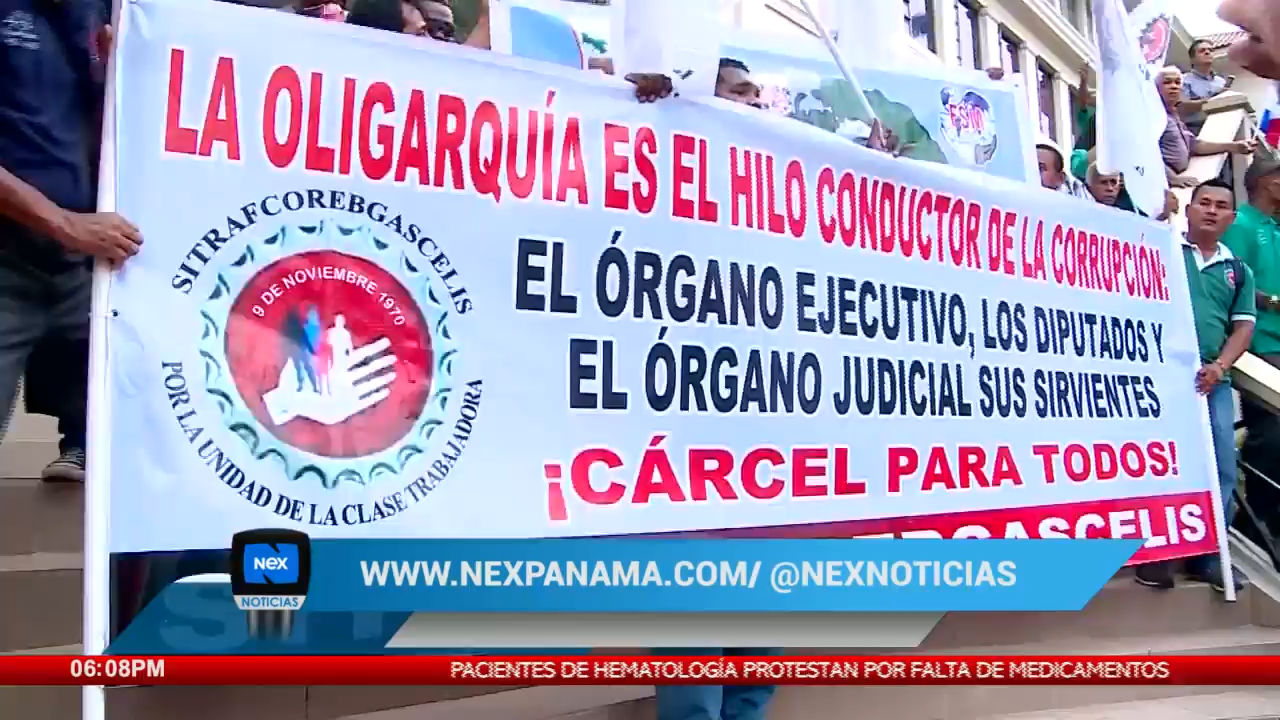 LA OLIGARQUÍA ES EL HILO CONDUCTOR DE LA CORRUPCIÓN:
EL ÓRGANO EJECUTIVO, LOS DIPUTADOS Y
EL ÓRGANO JUDICIAL SUS SIRVIENTES
¡CÁRCEL PARA TODOS!
SITRAFCOREBGASCELIS
9 DE NOVIEMBRE 1970
POR LA UNIDAD DE LA CLASE TRABAJADORA
NEX
NOTICIAS
WWW.NEXPANAMA.COM/ @NEXNOTICIAS
06:08PM
PACIENTES DE HEMATOLOGÍA PROTESTAN POR FALTA DE MEDICAMENTOS